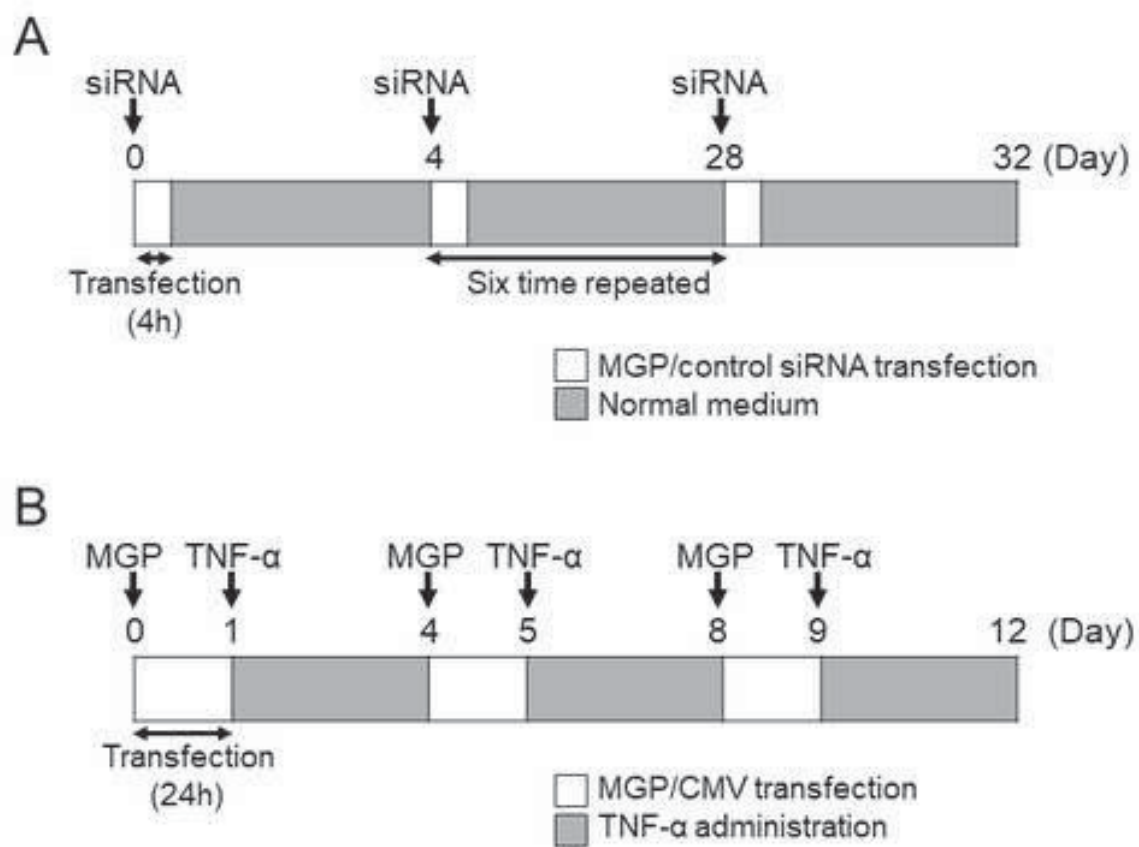 A
siRNA siRNA siRNA
0 4 28 32 (Day)
Transfection
(4h)
Six time repeated
MGP/control siRNA transfection
Normal medium
B
MGP TNF-α MGP TNF-α MGP TNF-α
0 1 4 5 8 9 12 (Day)
Transfection
(24h)
MGP/CMV transfection
TNF-α administration